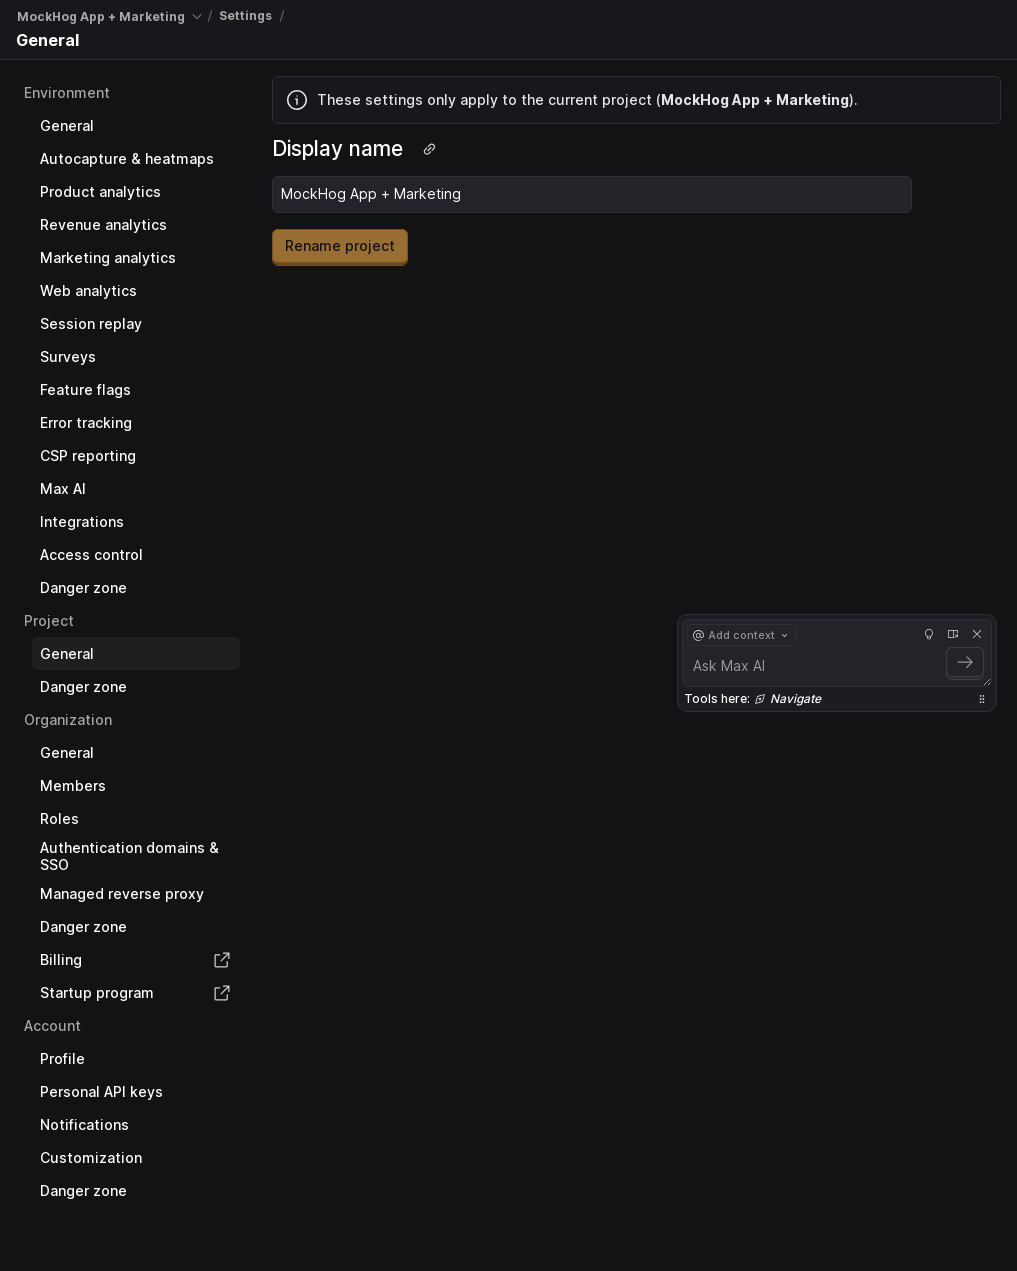 MockHog App + Marketing / Settings /
General
Environment
General
Autocapture & heatmaps
Product analytics
Revenue analytics
Marketing analytics
Web analytics
Session replay
Surveys
Feature flags
Error tracking
CSP reporting
Max AI
Integrations
Access control
Danger zone
Project
General
Danger zone
Organization
General
Members
Roles
Authentication domains &
SSO
Managed reverse proxy
Danger zone
Billing
Startup program
Account
Profile
Personal API keys
Notifications
Customization
Danger zone
These settings only apply to the current project (MockHog App + Marketing).
Display name
MockHog App + Marketing
Rename project
Add context
Ask Max AI
Tools here: Navigate